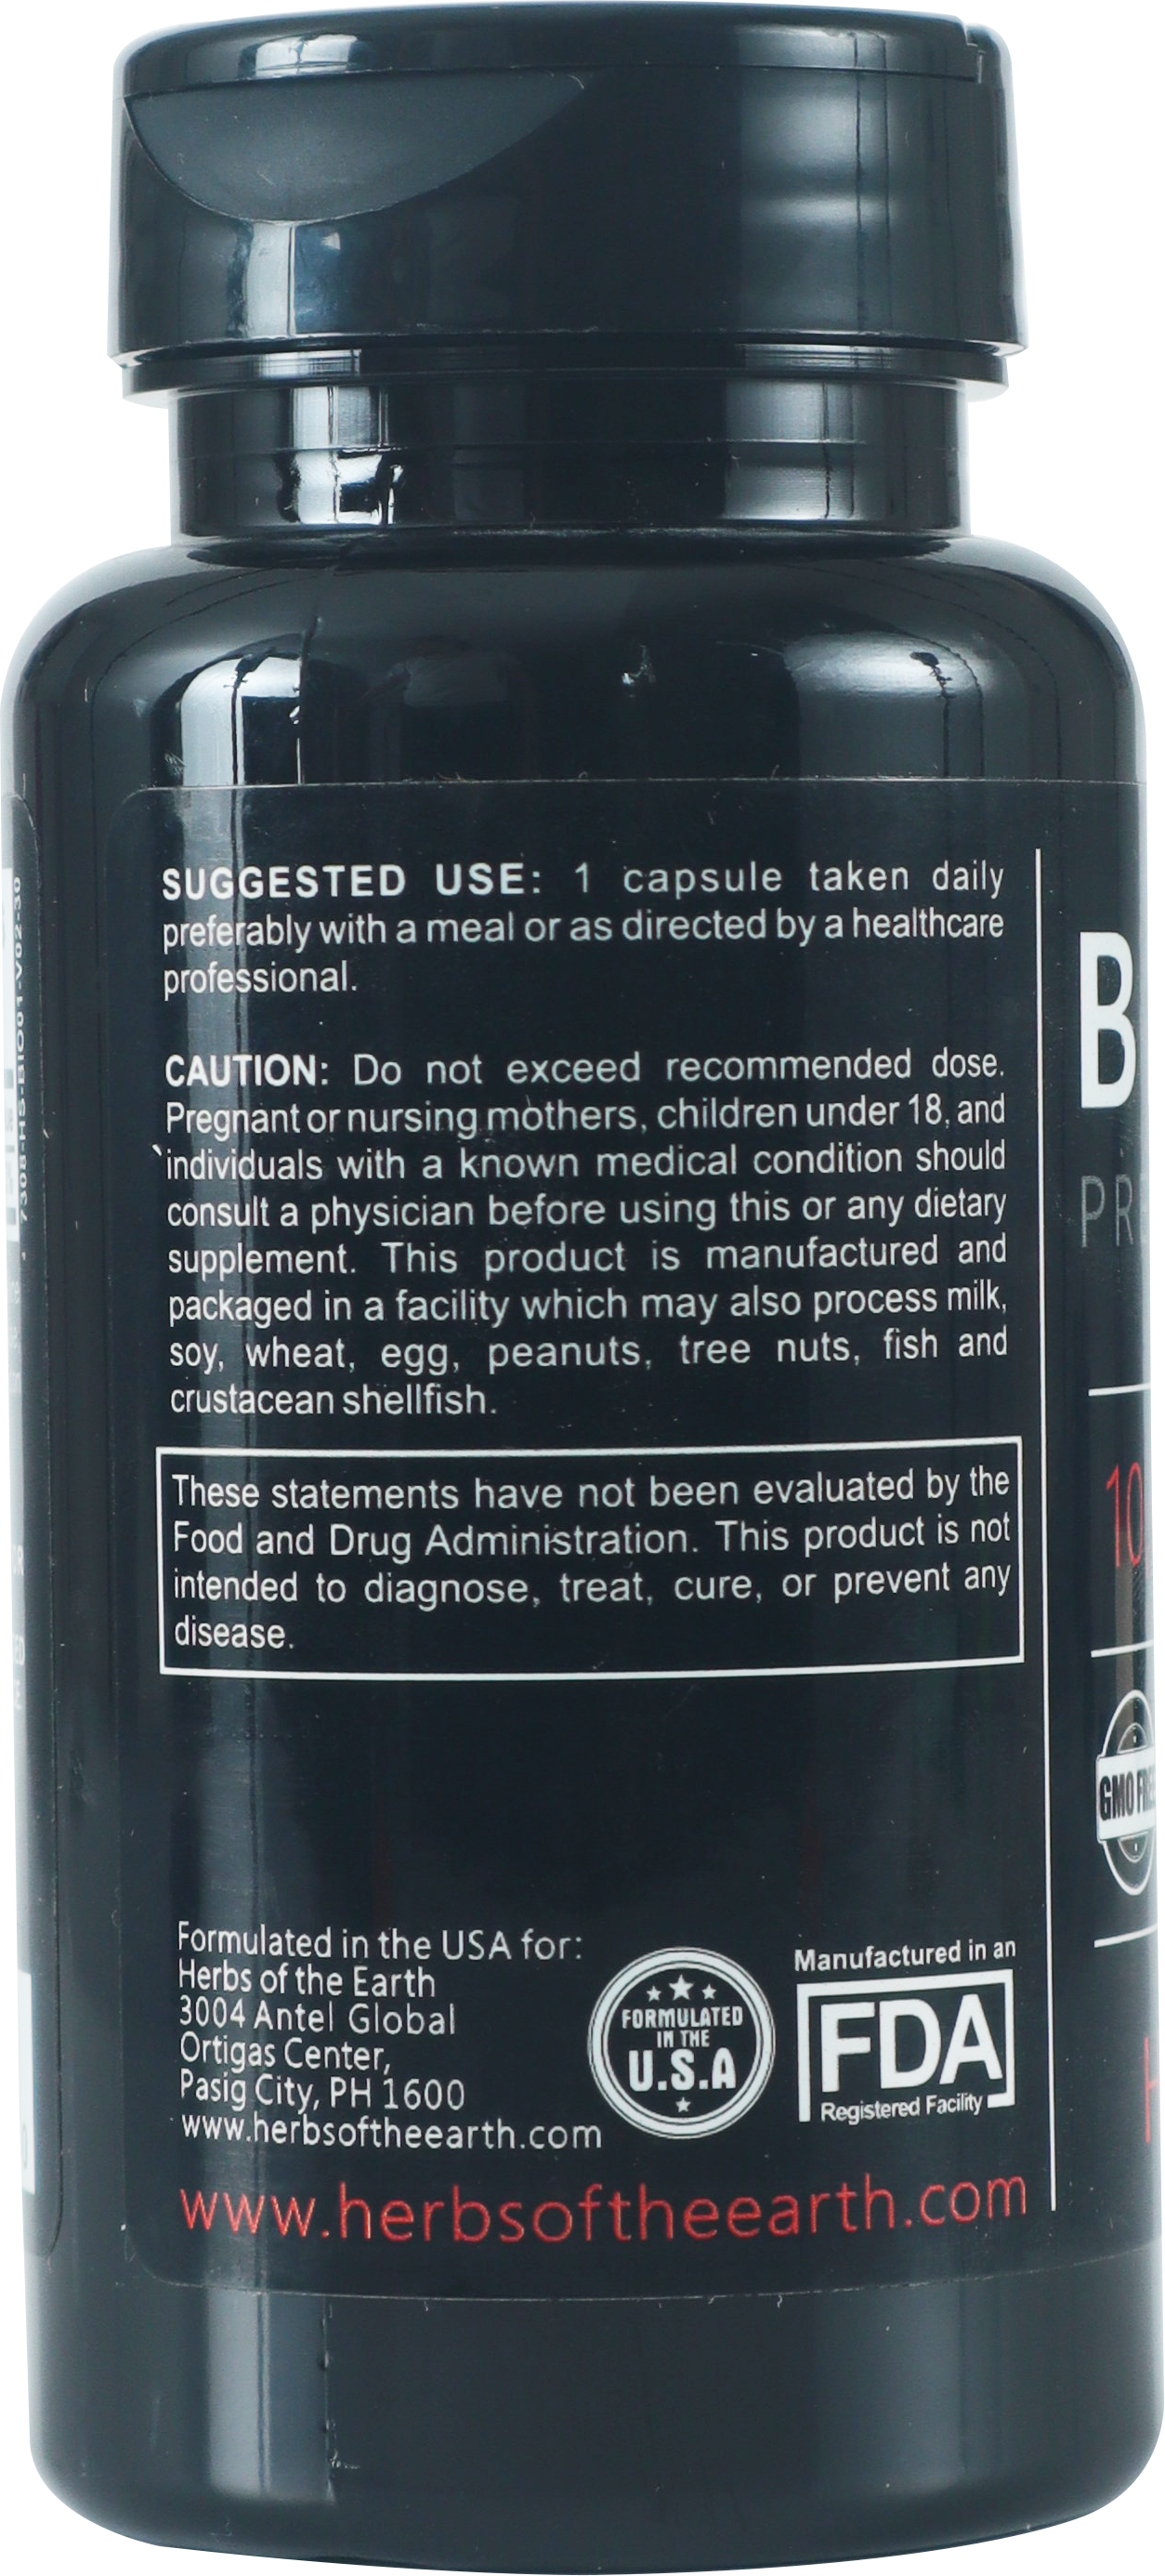 SUGGESTED USE: 1 capsule taken daily
preferably with a meal or as directed by a healthcare
professional.
CAUTION: Do not exceed recommended dose.
Pregnant or nursing mothers, children under 18, and
`individuals with a known medical condition should
consult a physician before using this or any dietary
supplement. This product is manufactured and
packaged in a facility which may also process milk,
soy, wheat, egg, peanuts, tree nuts, fish and
crustacean shellfish.
These statements have not been evaluated by the
Food and Drug Administration. This product is not
intended to diagnose, treat, cure, or prevent any
disease.
Formulated in the USA for:
Herbs of the Earth
3004 Antel Global
Ortigas Center,
Pasig City, PH 1600
www.herbsoftheearth.com
FORMULATED
IN THE
U.S.A
Manufactured in an
FDA
Registered Facility
www.herbsoftheearth.com
B
PR
10
GMO FREE
H